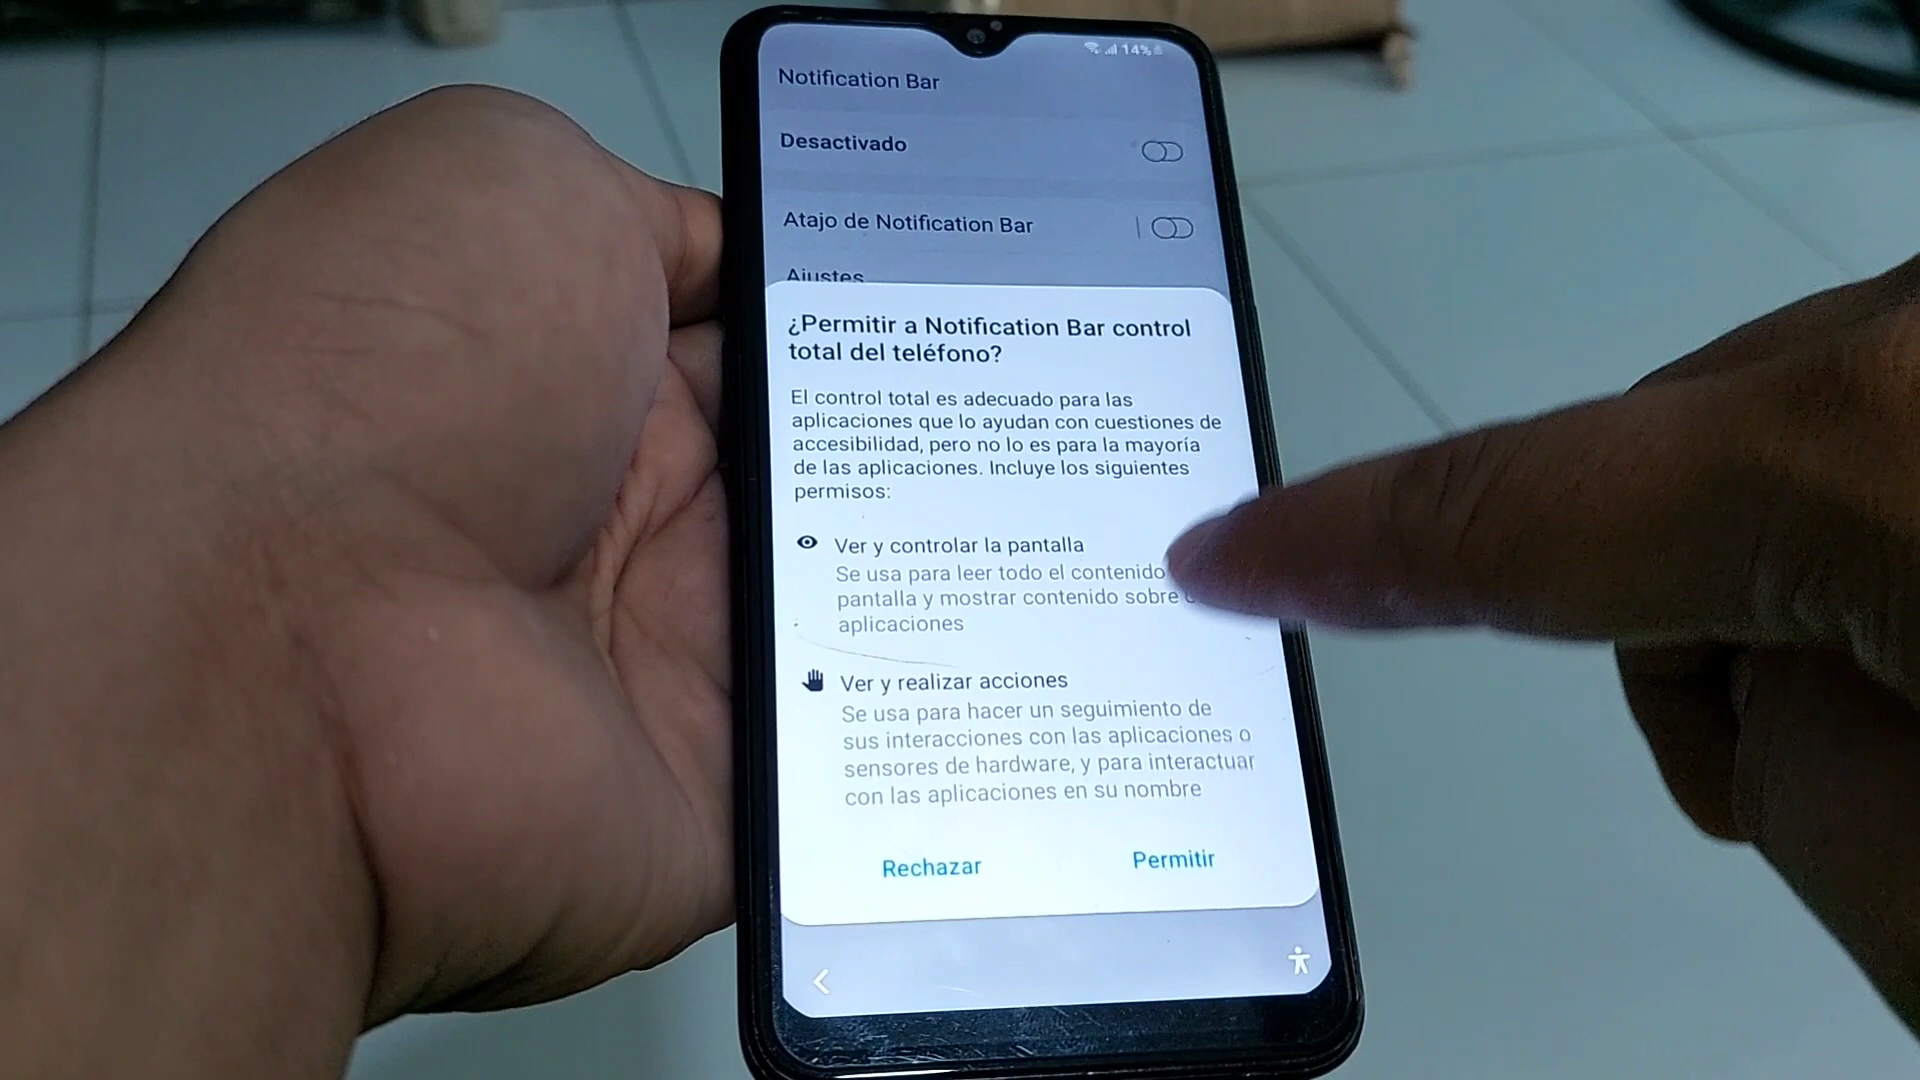 14%
Notification Bar
Desactivado
Atajo de Notification Bar
Ajustes
¿Permitir a Notification Bar control
total del teléfono?
El control total es adecuado para las
aplicaciones que lo ayudan con cuestiones de
accesibilidad, pero no lo es para la mayoría
de las aplicaciones. Incluye los siguientes
permisos:
Ver y controlar la pantalla
Se usa para leer todo el contenido
pantalla y mostrar contenido sobre
aplicaciones
Ver y realizar acciones
Se usa para hacer un seguimiento de
sus interacciones con las aplicaciones o
sensores de hardware, y para interactuar
con las aplicaciones en su nombre
Rechazar
Permitir